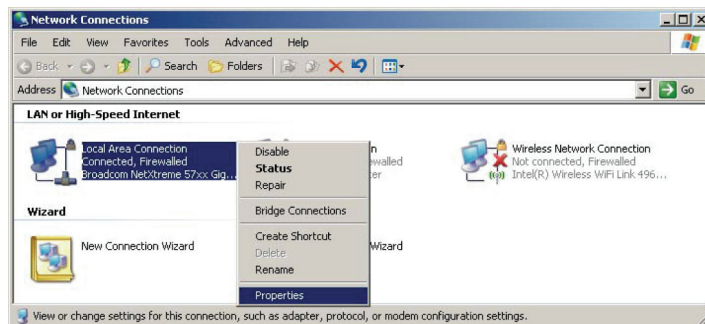 Network Connections
File Edit View Favorites Tools Advanced Help
Back Search Folders
Address Network Connections Go
LAN or High-Speed Internet
Local Area Connection
Connected, Firewalled
Broadcom NetXtreme 57xx Gig...
Disable
Status
Repair
Bridge Connections
Create Shortcut
Delete
Rename
Properties
Wireless Network Connection
Not connected, Firewalled
Intel(R) Wireless WiFi Link 496...
Wizard
New Connection Wizard
Wizard
View or change settings for this connection, such as adapter, protocol, or modem configuration settings.